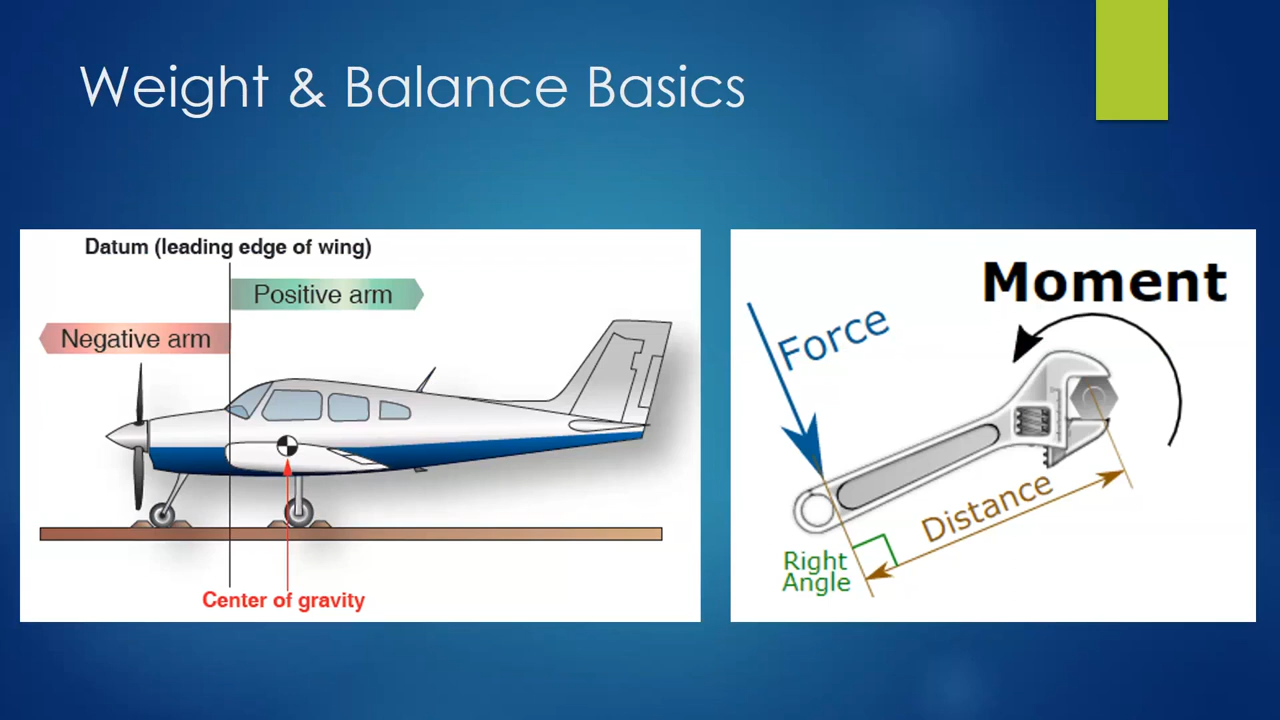 Weight & Balance Basics
Datum (leading edge of wing)
Positive arm
Negative arm
Center of gravity
Moment
Force
Distance
Right
Angle